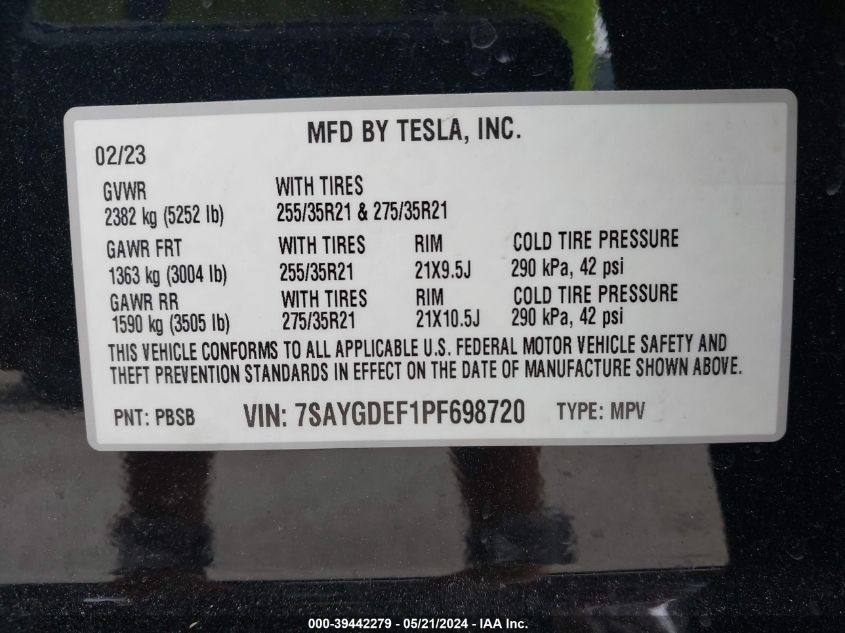 MFD BY TESLA, INC.
02/23
GVWR WITH TIRES
2382 kg (5252 lb) 255/35R21 & 275/35R21
GAWR FRT WITH TIRES RIM COLD TIRE PRESSURE
1363 kg (3004 lb) 255/35R21 21X9.5J 290 kPa, 42 psi
GAWR RR WITH TIRES RIM COLD TIRE PRESSURE
1590 kg (3505 lb) 275/35R21 21X10.5J 290 kPa, 42 psi
THIS VEHICLE CONFORMS TO ALL APPLICABLE U.S. FEDERAL MOTOR VEHICLE SAFETY AND
THEFT PREVENTION STANDARDS IN EFFECT ON THE DATE OF MANUFACTURE SHOWN ABOVE.
PNT: PBSB VIN: 7SAYGDEF1PF698720 TYPE: MPV
000-39442279 - 05/21/2024 - IAA Inc.